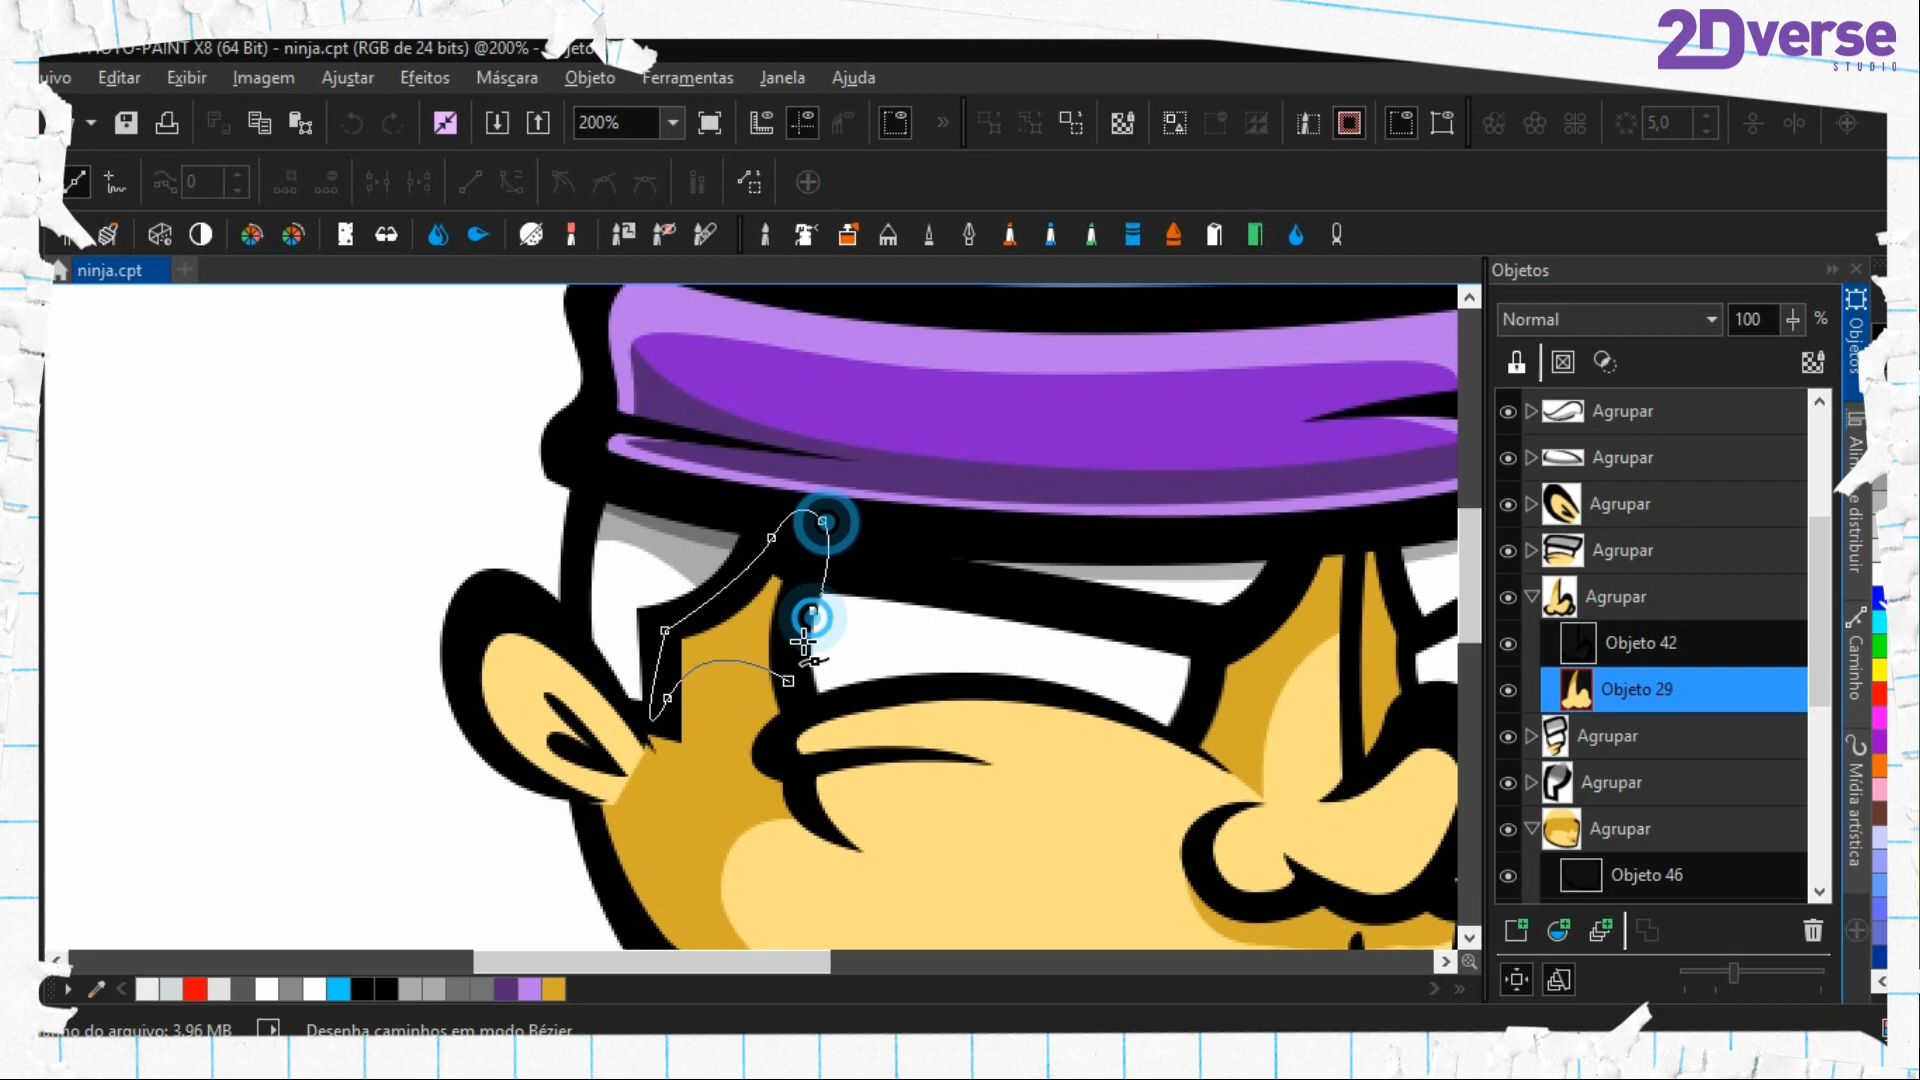 2Dverse
STUDIO
PHOTO-PAINT X8 (64 Bit) - ninja.cpt (RGB de 24 bits) @200% -
Editar Exibir Imagem Ajustar Efeitos Máscara Objeto Ferramentas Janela Ajuda
200%
5,0
0
ninja.cpt
Objetos
Normal 100 %
Agrupar
Agrupar
Agrupar
Agrupar
Agrupar
Objeto 42
Objeto 29
Agrupar
Agrupar
Agrupar
Objeto 46
Objetos
e distribuir
Caminho
Mídia artística
do arquivo: 3,96 MB Desenha caminhos em modo Bézier